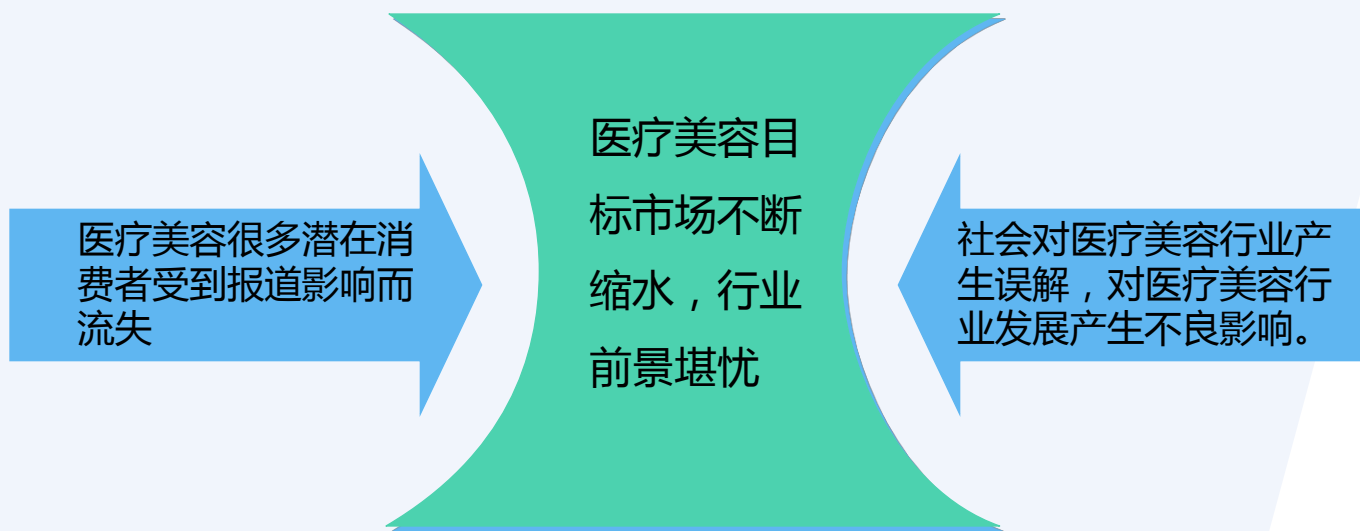 医疗美容很多潜在消
费者受到报道影响而
流失
医疗美容目
标市场不断
缩水，行业
前景堪忧
社会对医疗美容行业产
生误解，对医疗美容行
业发展产生不良影响。